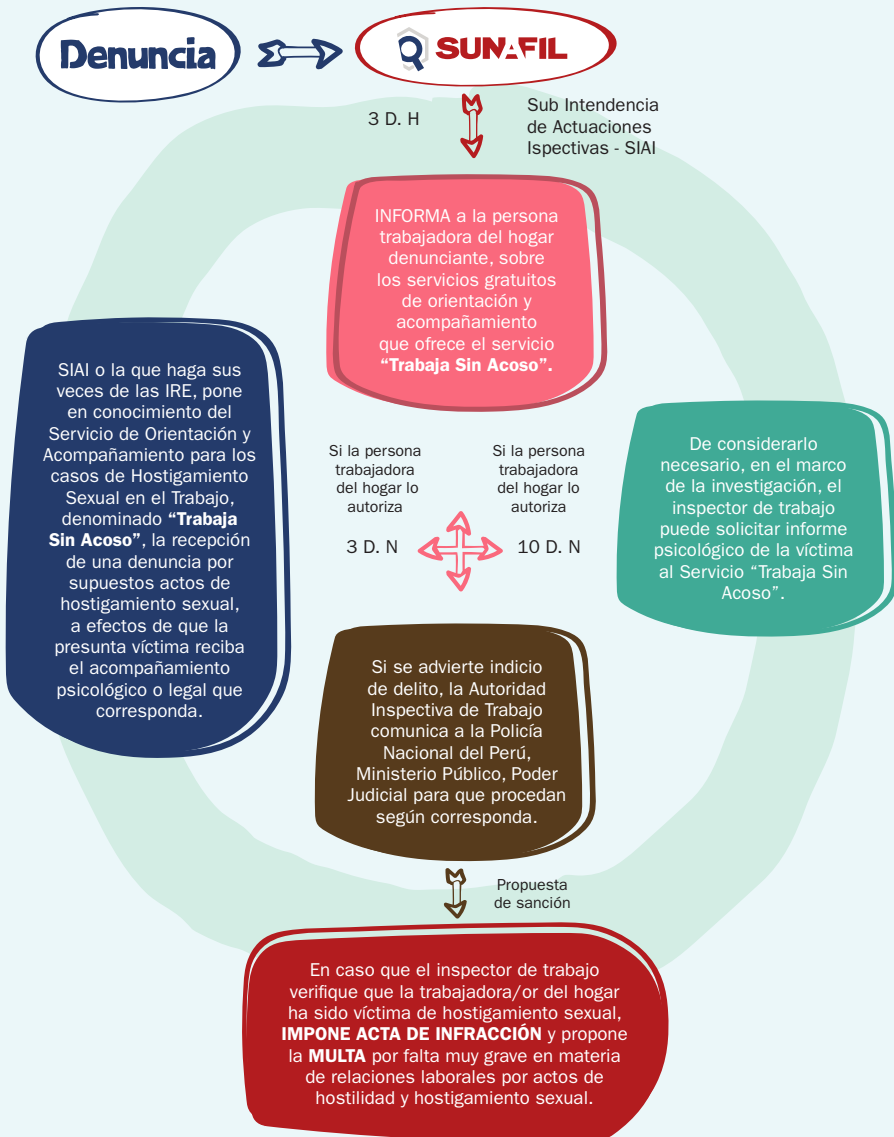 Denuncia
SUNAFIL
3 D. H
Sub Intendencia
de Actuaciones
Ispectivas - SIAI
INFORMA a la persona
trabajadora del hogar
denunciante, sobre
los servicios gratuitos
de orientación y
acompañamiento
que ofrece el servicio
“Trabaja Sin Acoso”.
SIAI o la que haga sus
veces de las IRE, pone
en conocimiento del
Servicio de Orientación y
Acompañamiento para los
casos de Hostigamiento
Sexual en el Trabajo,
denominado “Trabaja
Sin Acoso”, la recepción
de una denuncia por
supuestos actos de
hostigamiento sexual,
a efectos de que la
presunta víctima reciba
el acompañamiento
psicológico o legal que
corresponda.
Si la persona
trabajadora
del hogar lo
autoriza
3 D. N
Si la persona
trabajadora
del hogar lo
autoriza
10 D. N
De considerarlo
necesario, en el marco
de la investigación, el
inspector de trabajo
puede solicitar informe
psicológico de la víctima
al Servicio “Trabaja Sin
Acoso”.
Si se advierte indicio
de delito, la Autoridad
Inspectiva de Trabajo
comunica a la Policía
Nacional del Perú,
Ministerio Público, Poder
Judicial para que procedan
según corresponda.
Propuesta
de sanción
En caso que el inspector de trabajo
verifique que la trabajadora/or del hogar
ha sido víctima de hostigamiento sexual,
IMPONE ACTA DE INFRACCIÓN y propone
la MULTA por falta muy grave en materia
de relaciones laborales por actos de
hostilidad y hostigamiento sexual.